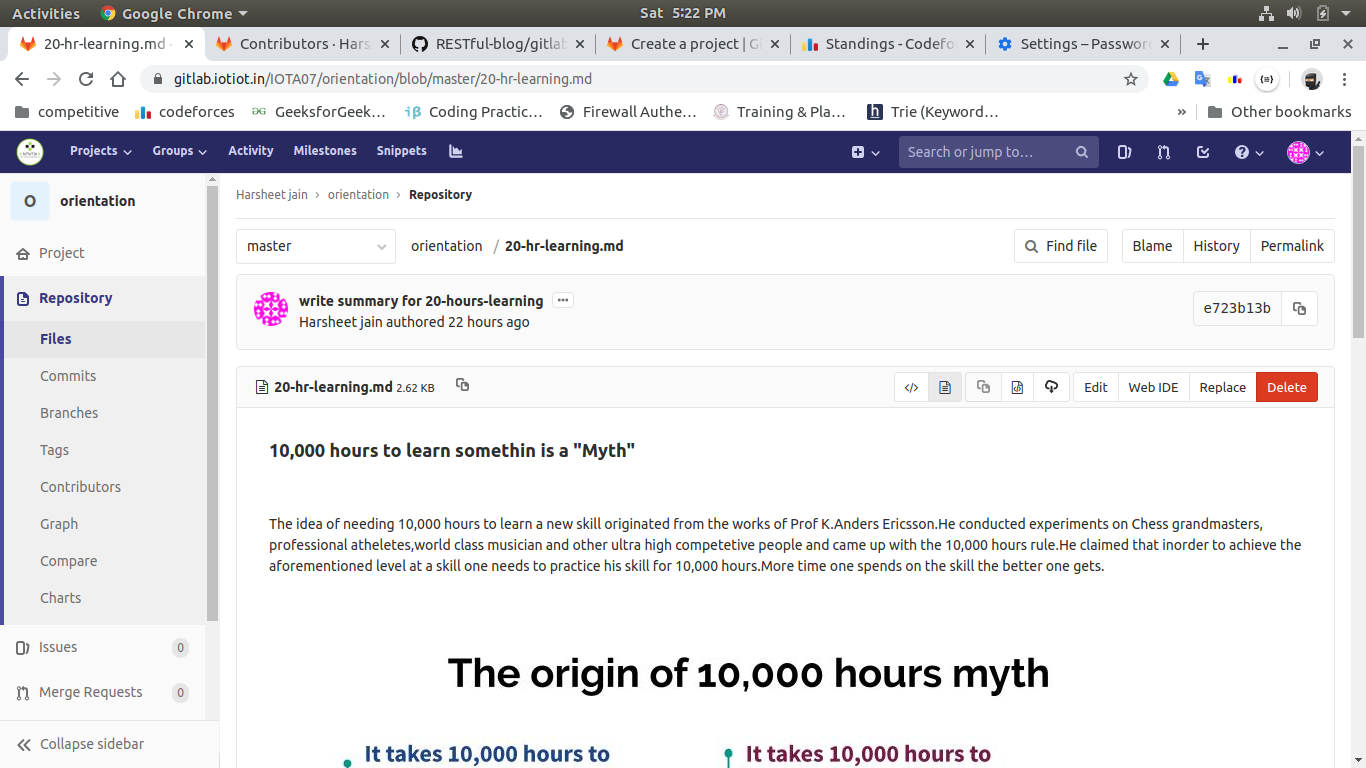 Activities Google Chrome Sat 5:22 PM
20-hr-learning.md · Contributors · Hars RESTful-blog/gitlab Create a project | G Standings - Codefo Settings – Passwor
gitlab.iotiot.in/IOTA07/orientation/blob/master/20-hr-learning.md
competitive codeforces GeeksforGeek… Coding Practic… Firewall Authe… Training & Pla… Trie (Keyword… » Other bookmarks
Projects Groups Activity Milestones Snippets Search or jump to…
O orientation
Harsheet jain › orientation › Repository
master orientation / 20-hr-learning.md Find file Blame History Permalink
Project
Repository
Files
Commits
Branches
Tags
Contributors
Graph
Compare
Charts
Issues 0
Merge Requests 0
Collapse sidebar
write summary for 20-hours-learning
Harsheet jain authored 22 hours ago
e723b13b
20-hr-learning.md 2.62 KB Edit Web IDE Replace Delete
10,000 hours to learn somethin is a "Myth"
The idea of needing 10,000 hours to learn a new skill originated from the works of Prof K.Anders Ericsson.He conducted experiments on Chess grandmasters,
professional atheletes,world class musician and other ultra high competetive people and came up with the 10,000 hours rule.He claimed that inorder to achieve the
aforementioned level at a skill one needs to practice his skill for 10,000 hours.More time one spends on the skill the better one gets.
The origin of 10,000 hours myth
It takes 10,000 hours to It takes 10,000 hours to